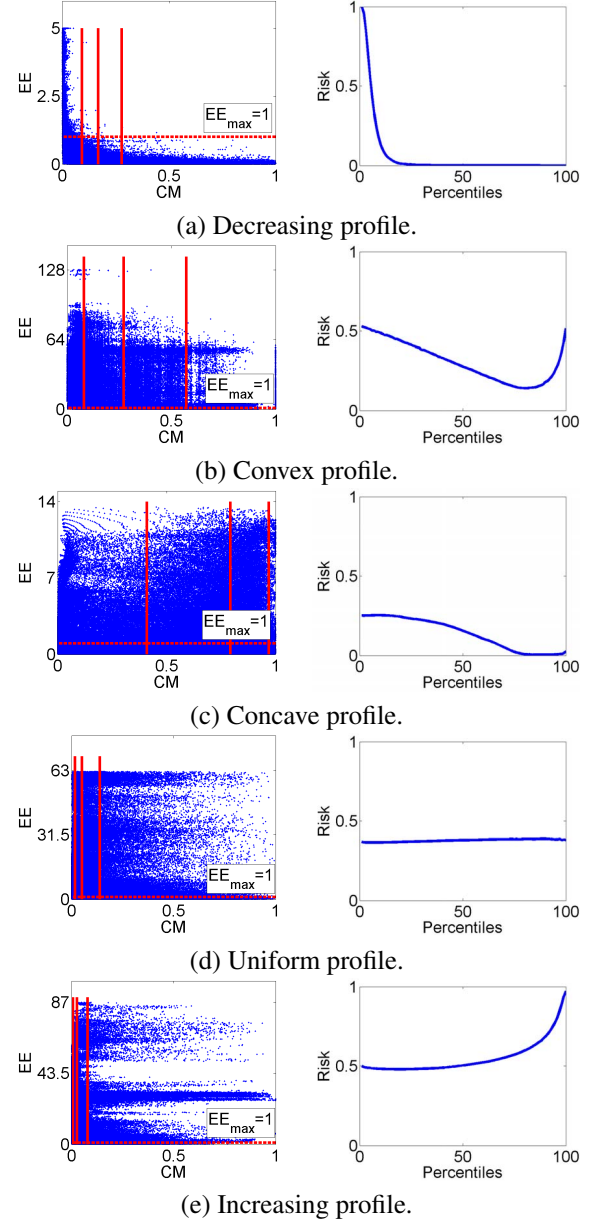 5
2.5
0
EE
EE_max=1
0 0.5 1
CM
1
0.5
0
Risk
0 50 100
Percentiles
(a) Decreasing profile.
128
64
0
EE
EE_max=1
0 0.5 1
CM
1
0.5
0
Risk
0 50 100
Percentiles
(b) Convex profile.
14
7
0
EE
EE_max=1
0 0.5 1
CM
1
0.5
0
Risk
0 50 100
Percentiles
(c) Concave profile.
63
31.5
0
EE
EE_max=1
0 0.5 1
CM
1
0.5
0
Risk
0 50 100
Percentiles
(d) Uniform profile.
87
43.5
0
EE
EE_max=1
0 0.5 1
CM
1
0.5
0
Risk
0 50 100
Percentiles
(e) Increasing profile.